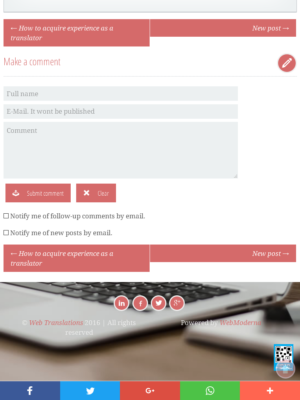 ← How to acquire experience as a
translator
New post →
Make a comment
Full name
E-Mail. It wont be published
Comment
Submit comment
Clear
Notify me of follow-up comments by email.
Notify me of new posts by email.
← How to acquire experience as a
translator
New post →
© Web Translations 2016 | All rights
reserved
Powered by WebModerna